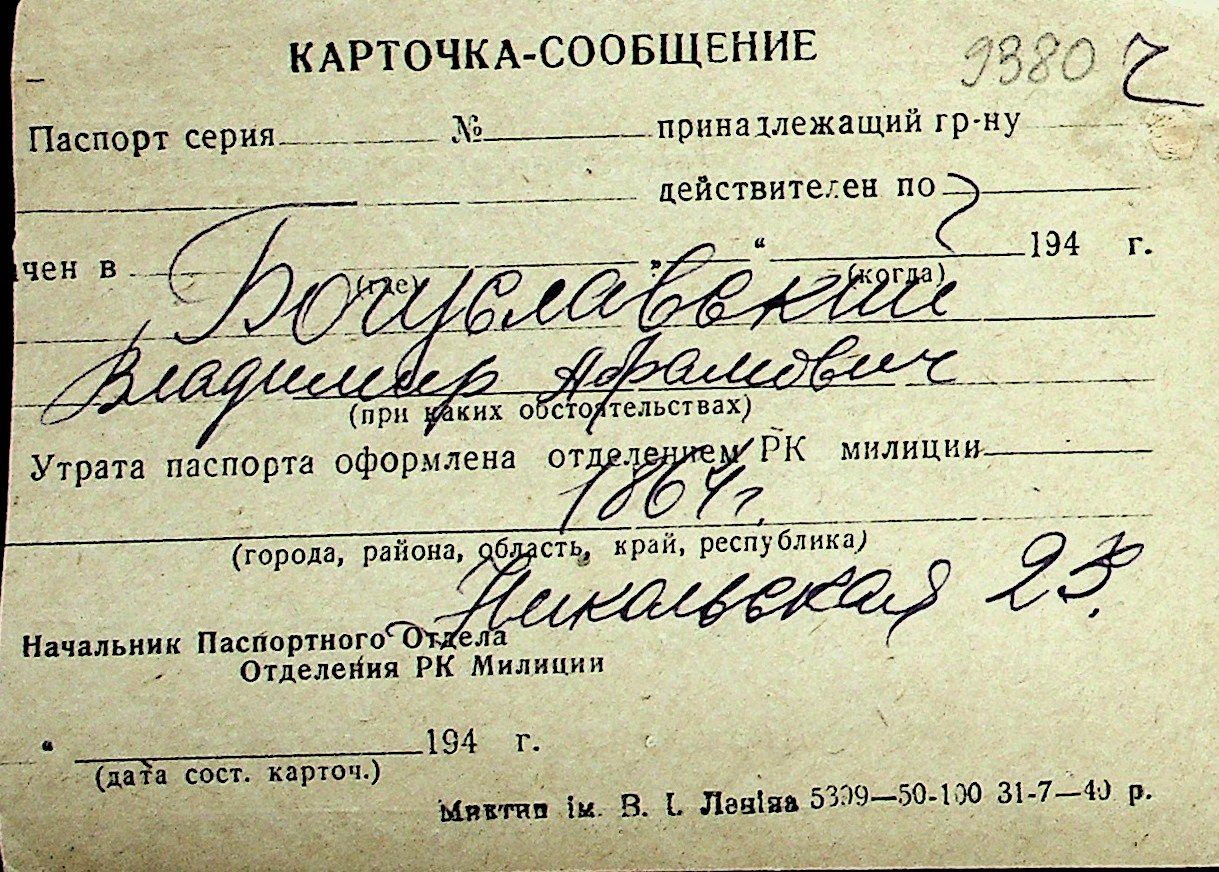 КАРТОЧКА-СООБЩЕНИЕ 9380
Паспорт серия № принадлежащий гр-ну
действителен по
чен в „ “ 194 г.
(где) (когда)
Богуславский
Владимир Абрамович
(при каких обстоятельствах)
Утрата паспорта оформлена отделением РК милиции
1864 г.
(города, района, область, край, республика)
Никольская 23.
Начальник Паспортного Отдела
Отделения РК Милиции
“ 194 г.
(дата сост. карточ.)
ім. В. І. Леніна 5399—50-100 31-7—40 р.